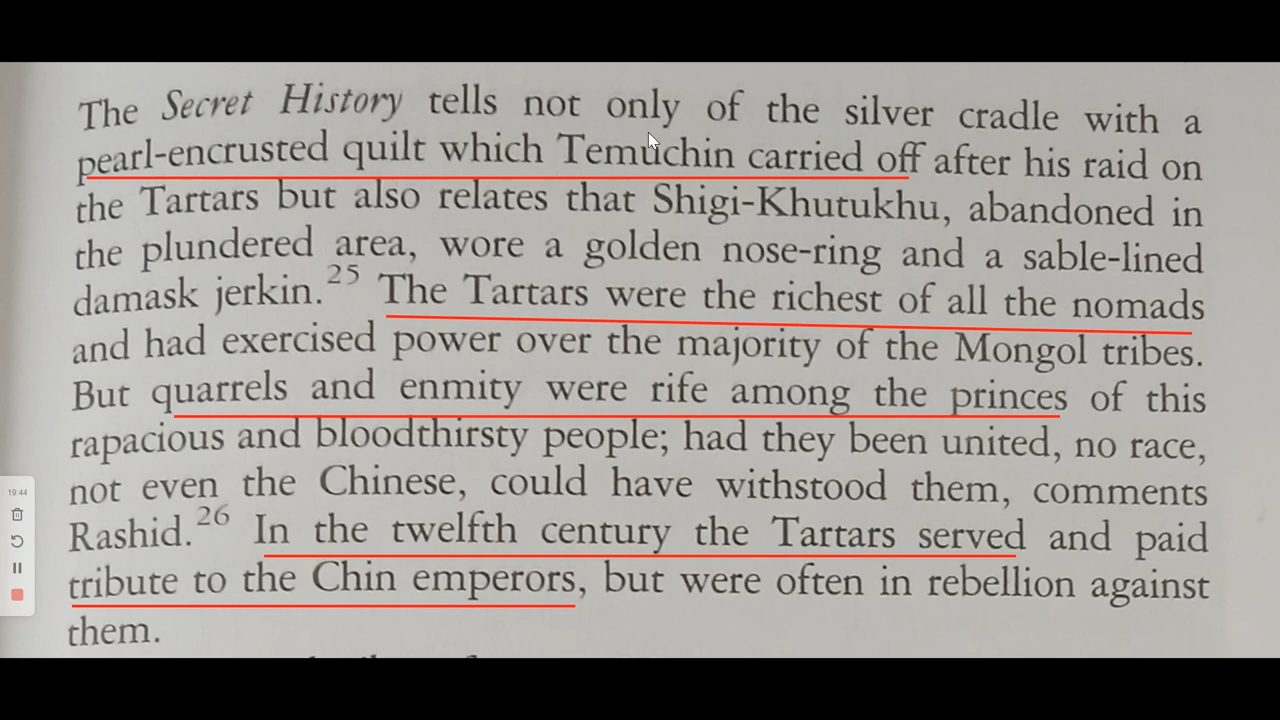 The Secret History tells not only of the silver cradle with a
pearl-encrusted quilt which Temuchin carried off after his raid on
the Tartars but also relates that Shigi-Khutukhu, abandoned in
the plundered area, wore a golden nose-ring and a sable-lined
damask jerkin.25 The Tartars were the richest of all the nomads
and had exercised power over the majority of the Mongol tribes.
But quarrels and enmity were rife among the princes of this
rapacious and bloodthirsty people; had they been united, no race,
not even the Chinese, could have withstood them, comments
Rashid.26 In the twelfth century the Tartars served and paid
tribute to the Chin emperors, but were often in rebellion against
them.
19:44